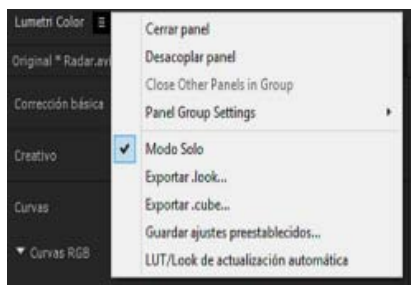 Lumetri Color
Original * Radar.avi
Corrección básica
Creativo
Curvas
Curvas RGB
Cerrar panel
Desacoplar panel
Close Other Panels in Group
Panel Group Settings
Modo Solo
Exportar .look...
Exportar .cube...
Guardar ajustes preestablecidos...
LUT/Look de actualización automática